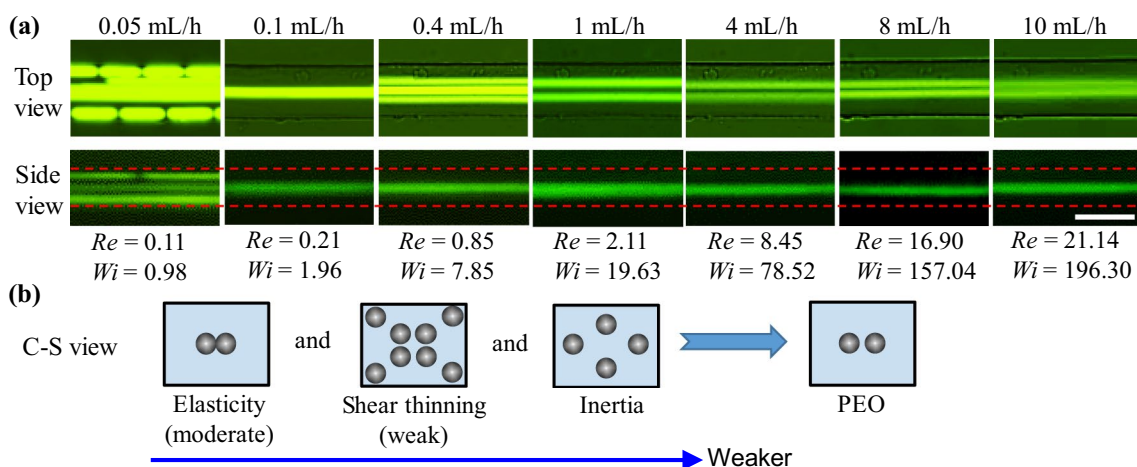 (a)
0.05 mL/h 0.1 mL/h 0.4 mL/h 1 mL/h 4 mL/h 8 mL/h 10 mL/h
Top
view
Side
view
Re = 0.11 Re = 0.21 Re = 0.85 Re = 2.11 Re = 8.45 Re = 16.90 Re = 21.14
Wi = 0.98 Wi = 1.96 Wi = 7.85 Wi = 19.63 Wi = 78.52 Wi = 157.04 Wi = 196.30
(b)
C-S view and and
Elasticity Shear thinning Inertia PEO
(moderate) (weak)
Weaker